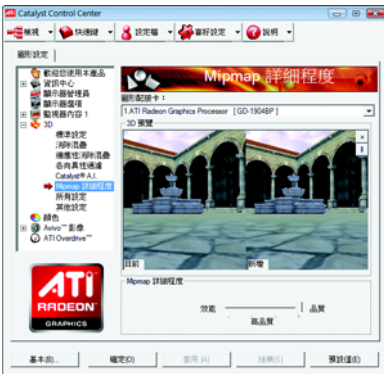 Catalyst Control Center
檢視 快速鍵 設定檔 喜好設定 說明
圖形設定
歡迎您使用本產品
資訊中心
顯示器管理員
顯示器選項
監視器內容 1
3D
標準設定
消除混疊
適應性消除混疊
各向異性過濾
Catalyst® A.I.
Mipmap 詳細程度
所有設定
其他設定
顏色
Avivo™ 影像
ATI Overdrive™
ATI
RADEON
GRAPHICS
Mipmap 詳細程度
圖形配接卡：
1.ATI Radeon Graphics Processor [GD-1904BP]
3D 預覽
目前 新增
Mipmap 詳細程度
效能 品質
高品質
基本(B)... 確定(O) 套用 (A) 預設值(E)